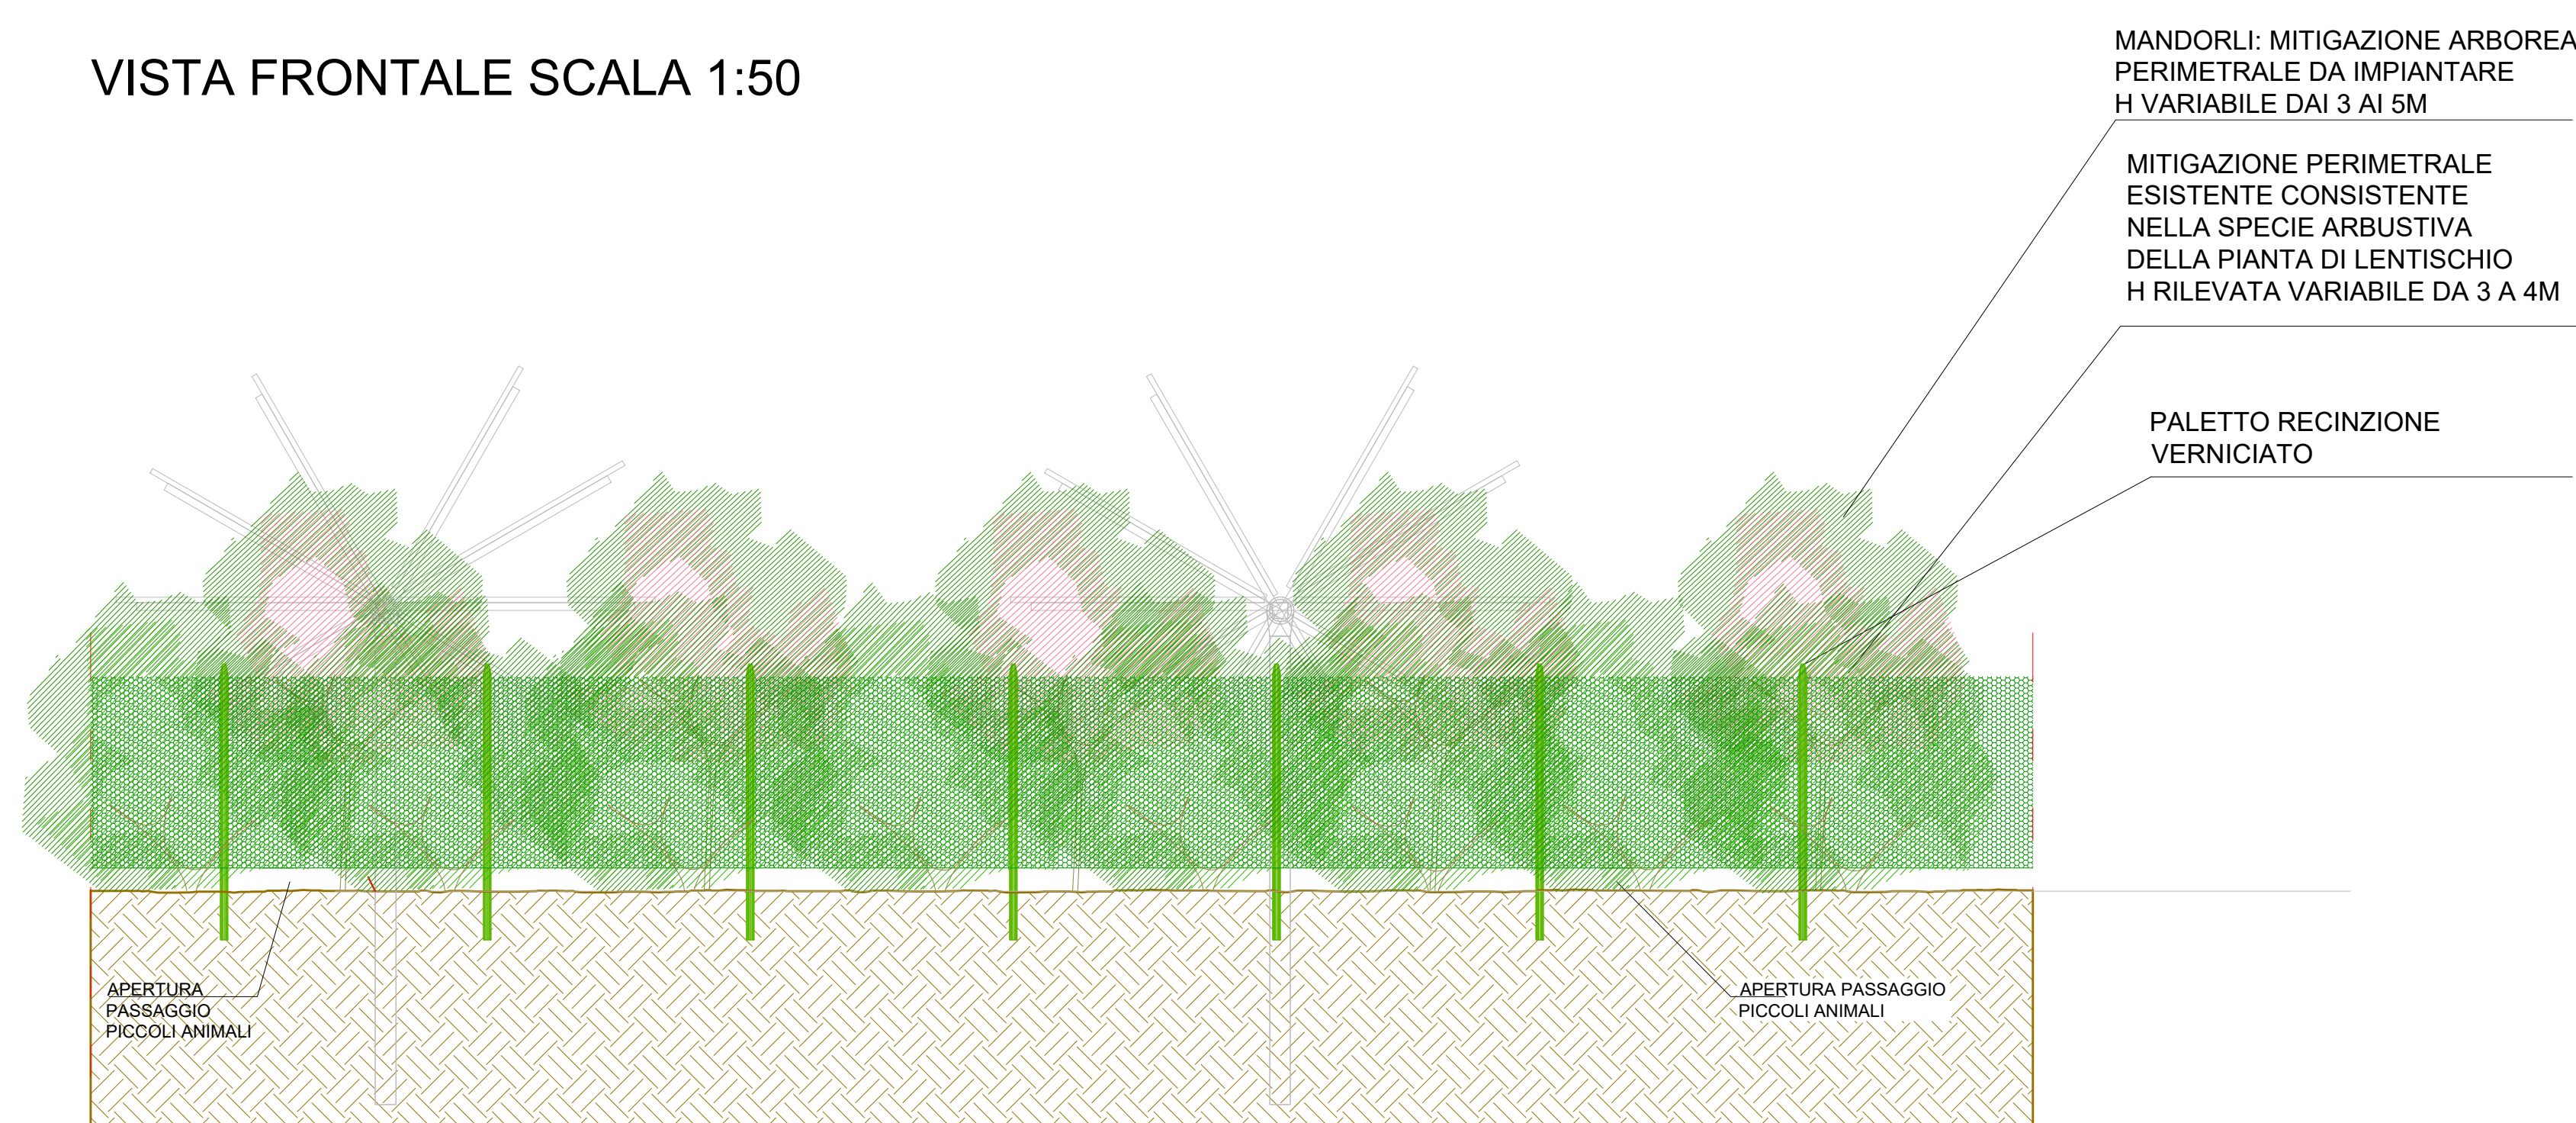 VISTA FRONTALE SCALA 1:50
MANDORLI: MITIGAZIONE ARBOREA
PERIMETRALE DA IMPIANTARE
H VARIABILE DAI 3 AI 5M
MITIGAZIONE PERIMETRALE
ESISTENTE CONSISTENTE
NELLA SPECIE ARBUSTIVA
DELLA PIANTA DI LENTISCHIO
H RILEVATA VARIABILE DA 3 A 4M
PALETTO RECINZIONE
VERNICIATO
APERTURA
PASSAGGIO
PICCOLI ANIMALI
APERTURA PASSAGGIO
PICCOLI ANIMALI